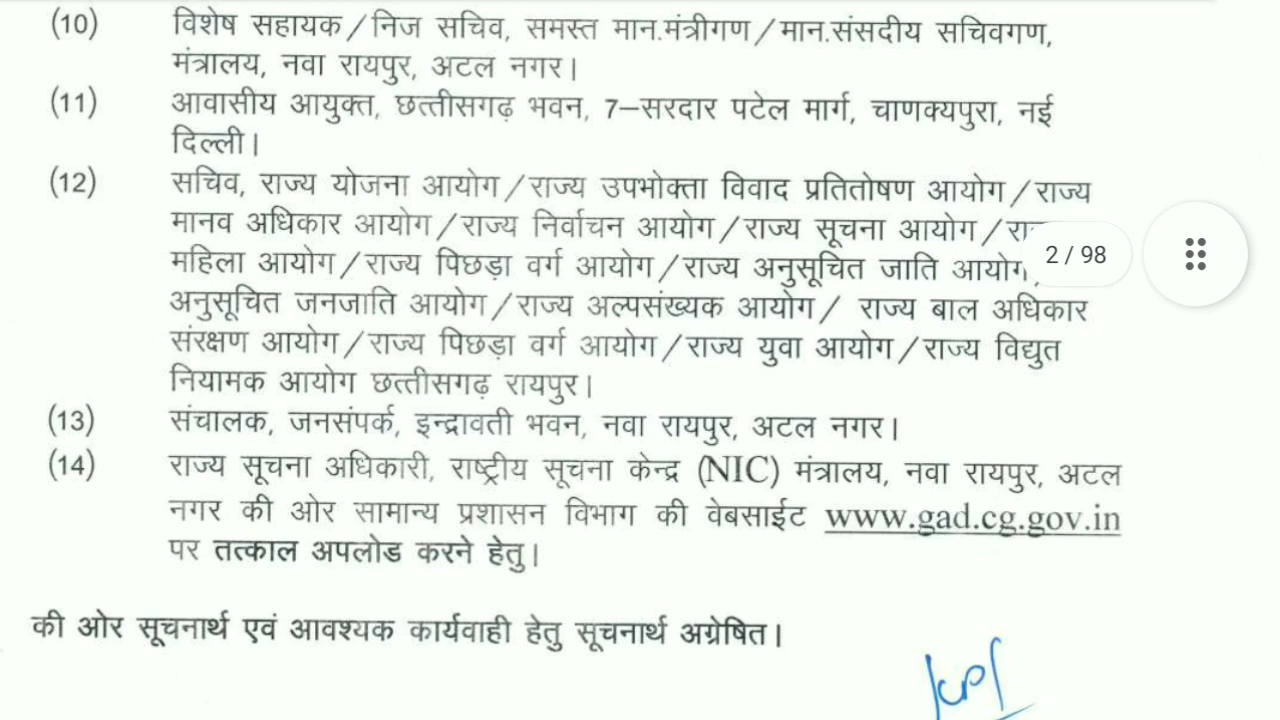 (10) विशेष सहायक/निज सचिव, समस्त मान.मंत्रीगण/मान.संसदीय सचिवगण,
मंत्रालय, नवा रायपुर, अटल नगर।
(11) आवासीय आयुक्त, छत्तीसगढ़ भवन, 7–सरदार पटेल मार्ग, चाणक्यपुरा, नई
दिल्ली।
(12) सचिव, राज्य योजना आयोग/राज्य उपभोक्ता विवाद प्रतितोषण आयोग/राज्य
मानव अधिकार आयोग/राज्य निर्वाचन आयोग/राज्य सूचना आयोग/
2 / 98
महिला आयोग/राज्य पिछड़ा वर्ग आयोग/राज्य अनुसूचित जाति आयोग
अनुसूचित जनजाति आयोग/राज्य अल्पसंख्यक आयोग/ राज्य बाल अधिकार
संरक्षण आयोग/राज्य पिछड़ा वर्ग आयोग/राज्य युवा आयोग/राज्य विद्युत
नियामक आयोग छत्तीसगढ़ रायपुर।
(13) संचालक, जनसंपर्क, इन्द्रावती भवन, नवा रायपुर, अटल नगर।
(14) राज्य सूचना अधिकारी, राष्ट्रीय सूचना केन्द्र (NIC) मंत्रालय, नवा रायपुर, अटल
नगर की ओर सामान्य प्रशासन विभाग की वेबसाईट www.gad.cg.gov.in
पर तत्काल अपलोड करने हेतु।
की ओर सूचनार्थ एवं आवश्यक कार्यवाही हेतु सूचनार्थ अग्रेषित।